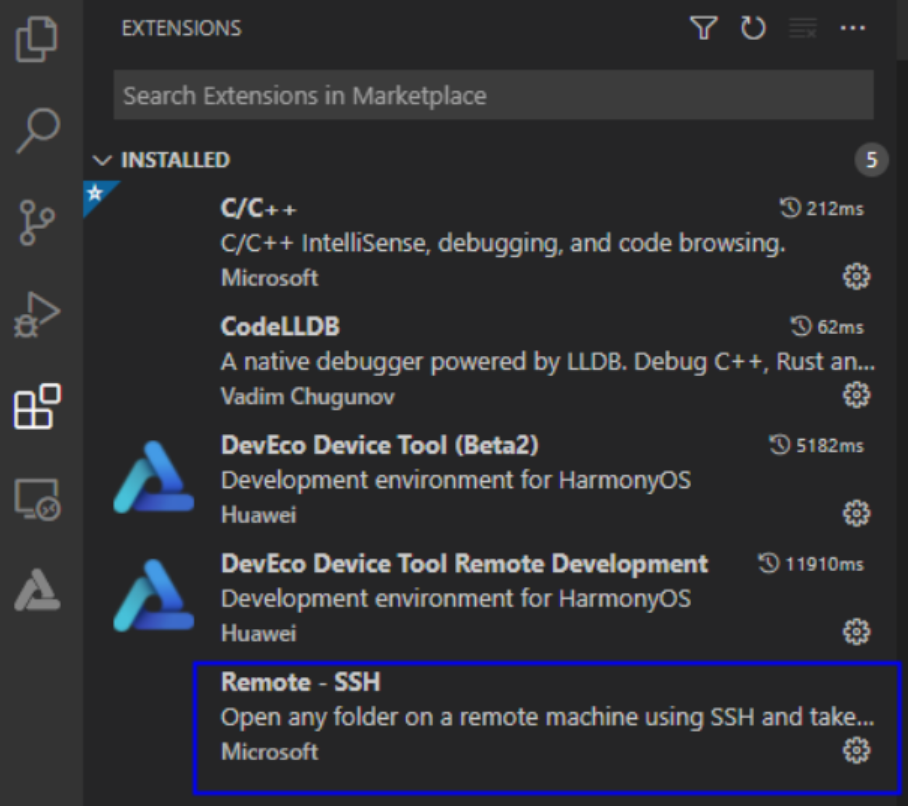 EXTENSIONS
Search Extensions in Marketplace
INSTALLED 5
C/C++ 212ms
C/C++ IntelliSense, debugging, and code browsing.
Microsoft
CodeLLDB 62ms
A native debugger powered by LLDB. Debug C++, Rust an...
Vadim Chugunov
DevEco Device Tool (Beta2) 5182ms
Development environment for HarmonyOS
Huawei
DevEco Device Tool Remote Development 11910ms
Development environment for HarmonyOS
Huawei
Remote - SSH
Open any folder on a remote machine using SSH and take...
Microsoft